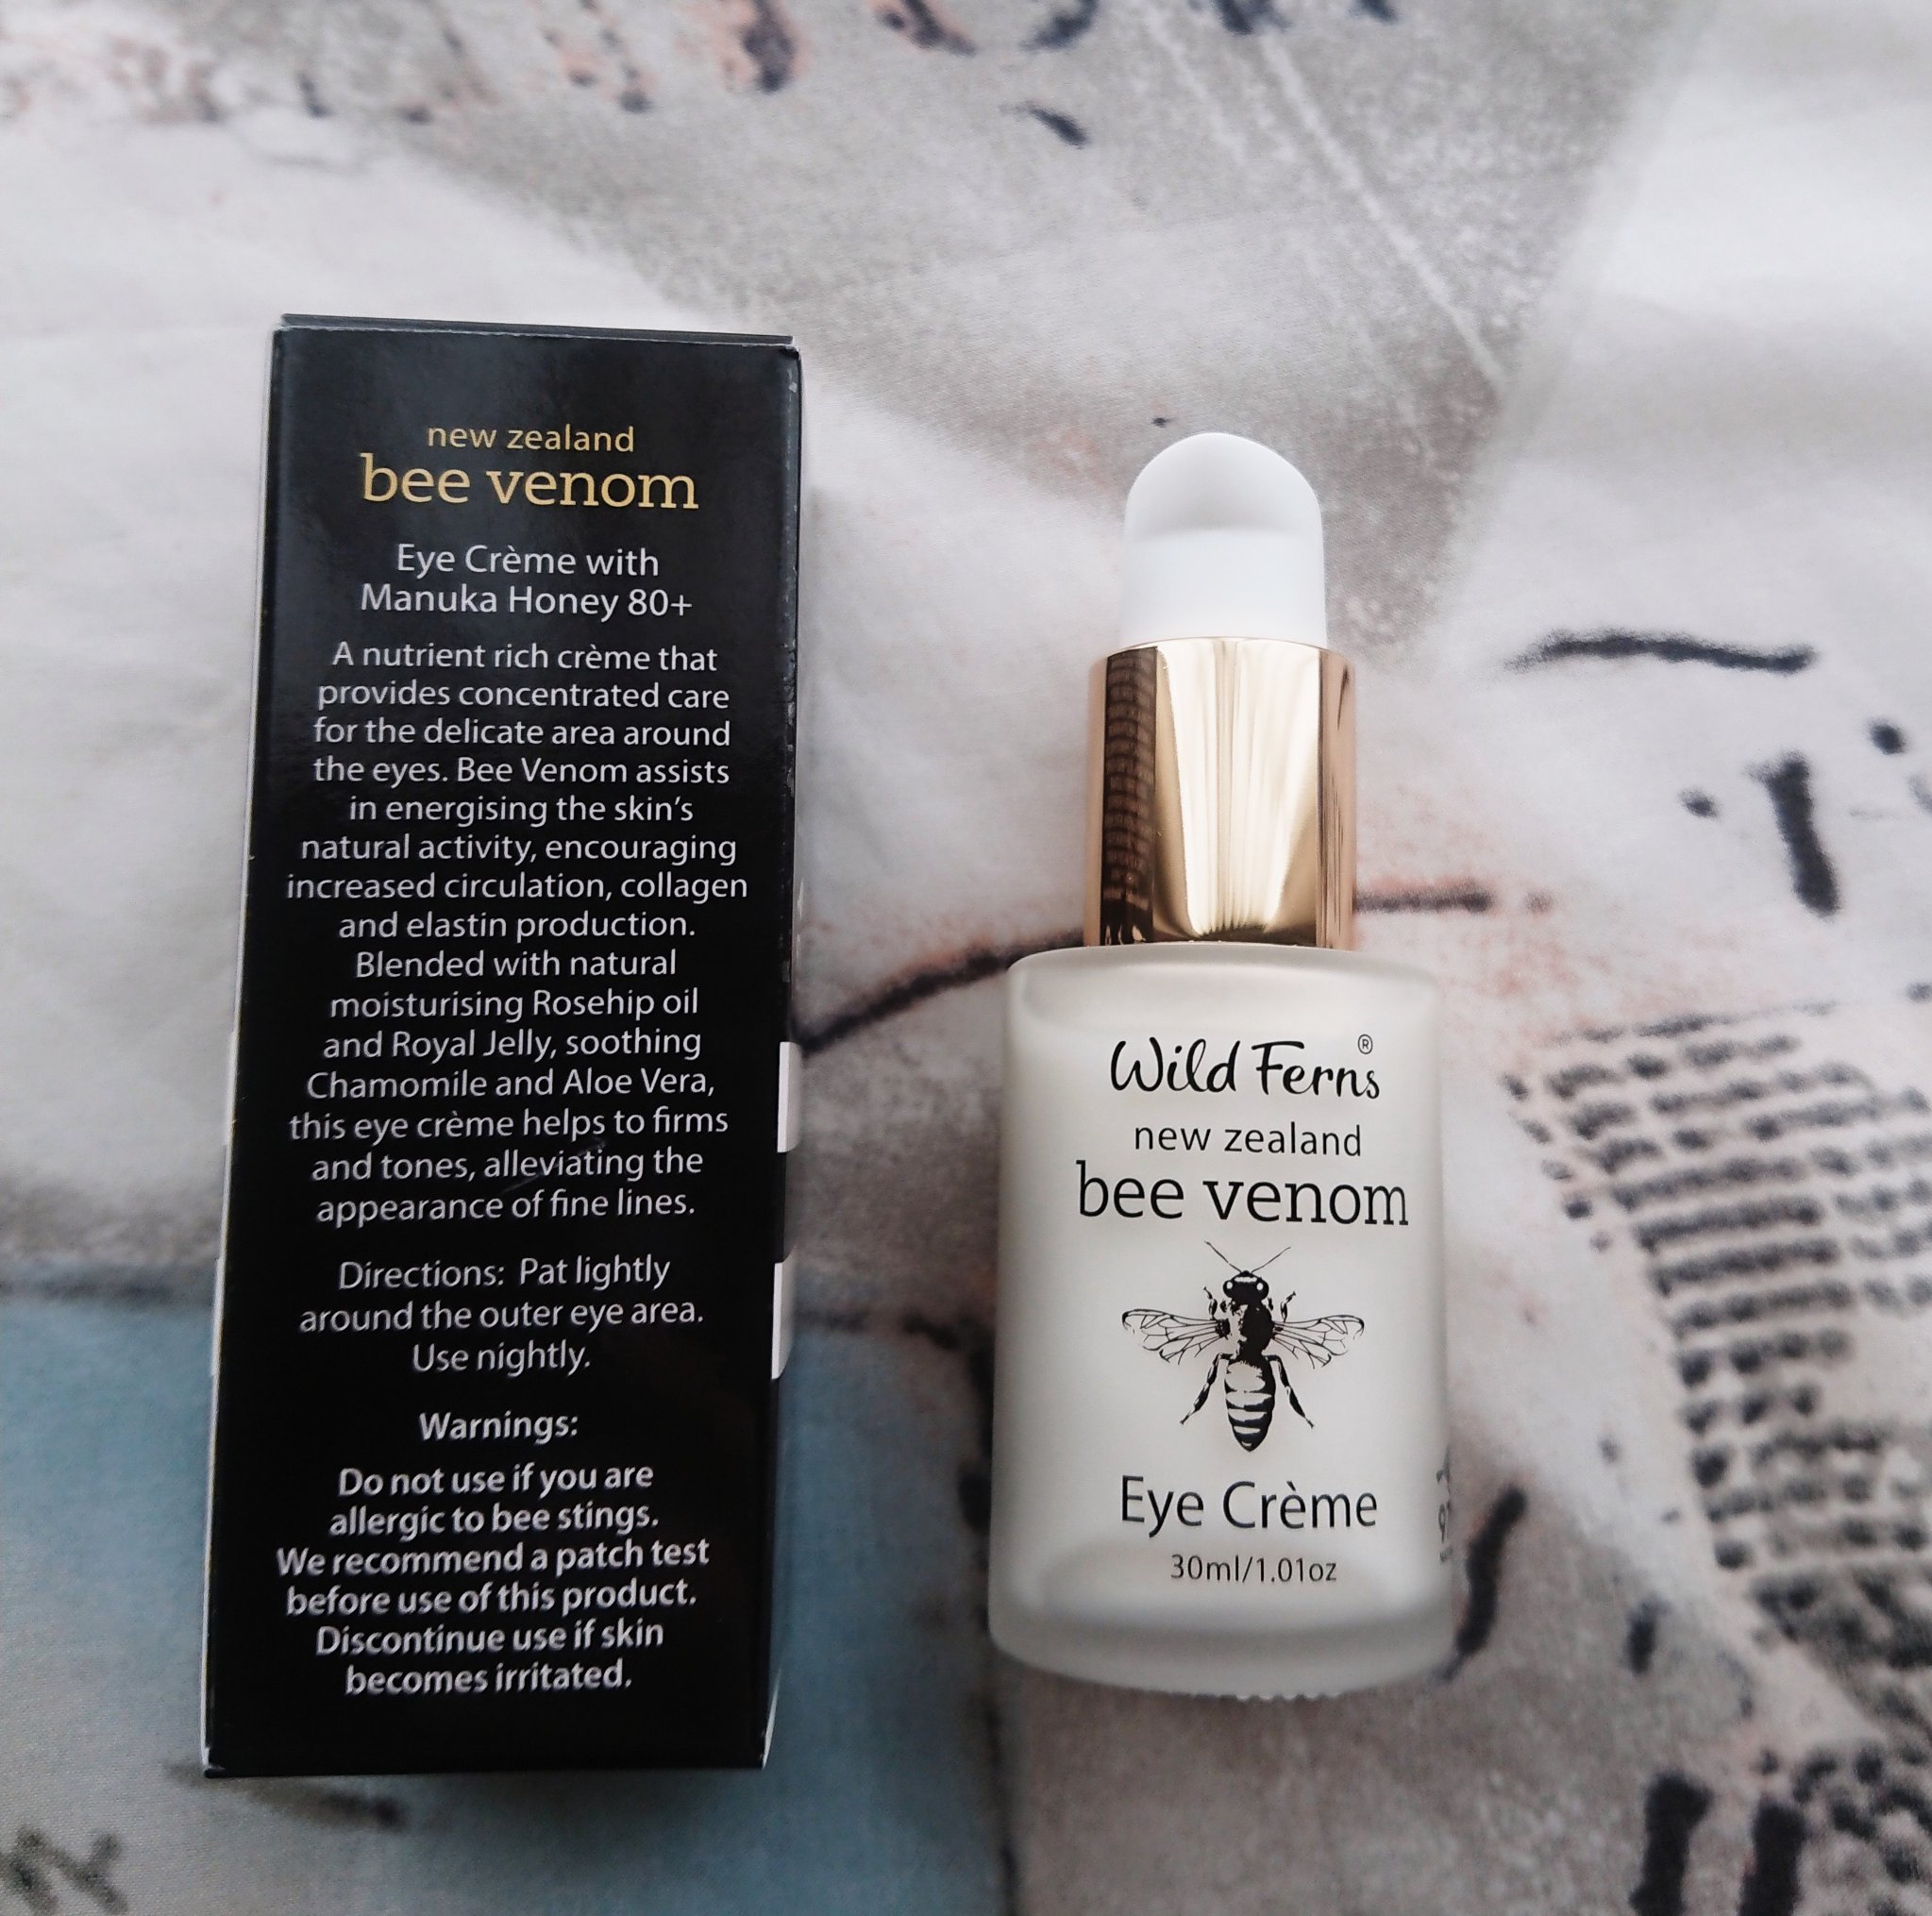 new zealand
bee venom
Eye Crème with
Manuka Honey 80+
A nutrient rich crème that
provides concentrated care
for the delicate area around
the eyes. Bee Venom assists
in energising the skin's
natural activity, encouraging
increased circulation, collagen
and elastin production.
Blended with natural
moisturising Rosehip oil
and Royal Jelly, soothing
Chamomile and Aloe Vera,
this eye crème helps to firms
and tones, alleviating the
appearance of fine lines.
Directions: Pat lightly
around the outer eye area.
Use nightly.
Warnings:
Do not use if you are
allergic to bee stings.
We recommend a patch test
before use of this product.
Discontinue use if skin
becomes irritated.
Wild Ferns®
new zealand
bee venom
Eye Crème
30ml/1.01oz